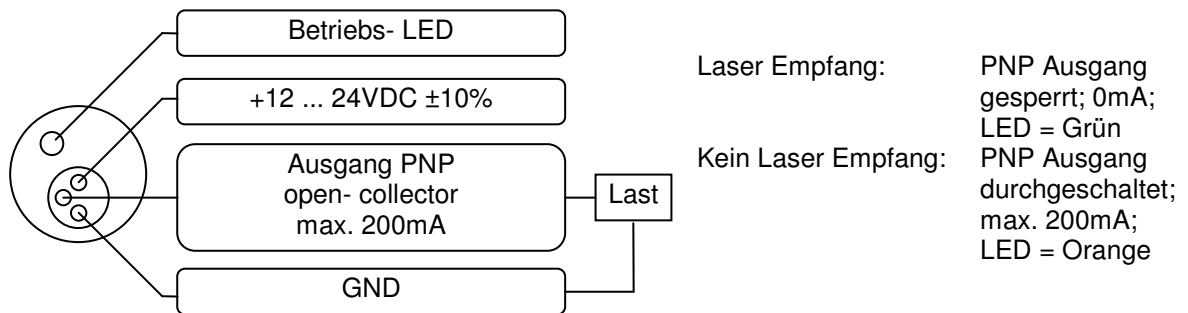 Betriebs- LED
+12 ... 24VDC ±10%
Ausgang PNP
open- collector
max. 200mA
Last
GND
Laser Empfang:
PNP Ausgang
gesperrt; 0mA;
LED = Grün
Kein Laser Empfang:
PNP Ausgang
durchgeschaltet;
max. 200mA;
LED = Orange